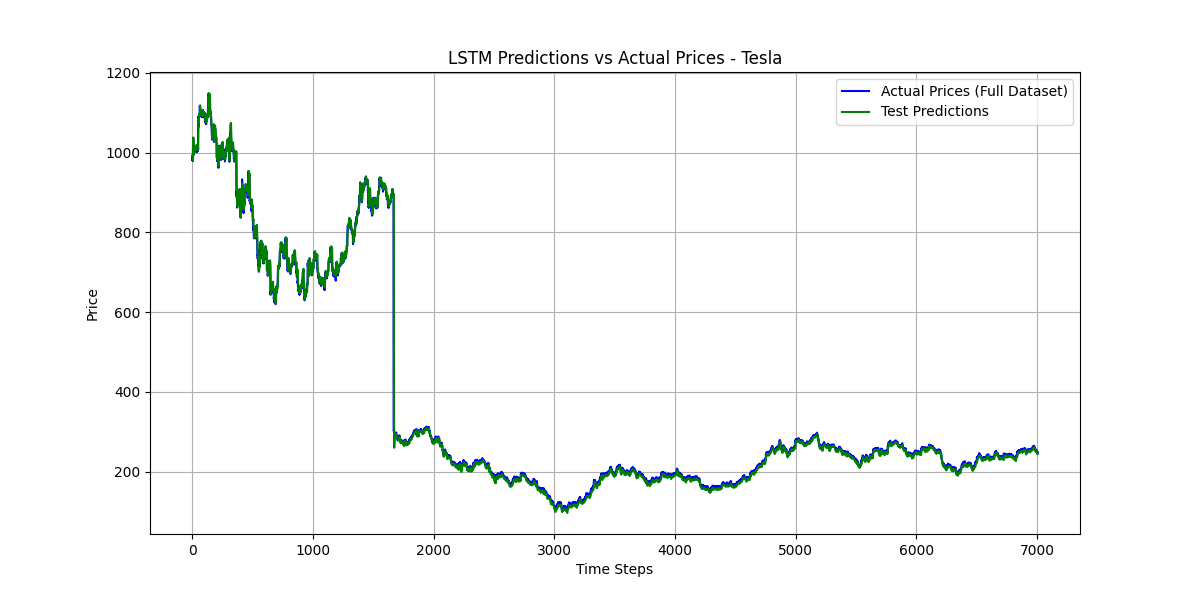 LSTM Predictions vs Actual Prices - Tesla
Actual Prices (Full Dataset)
Test Predictions
Price
1200
1000
800
600
400
200
0 1000 2000 3000 4000 5000 6000 7000
Time Steps